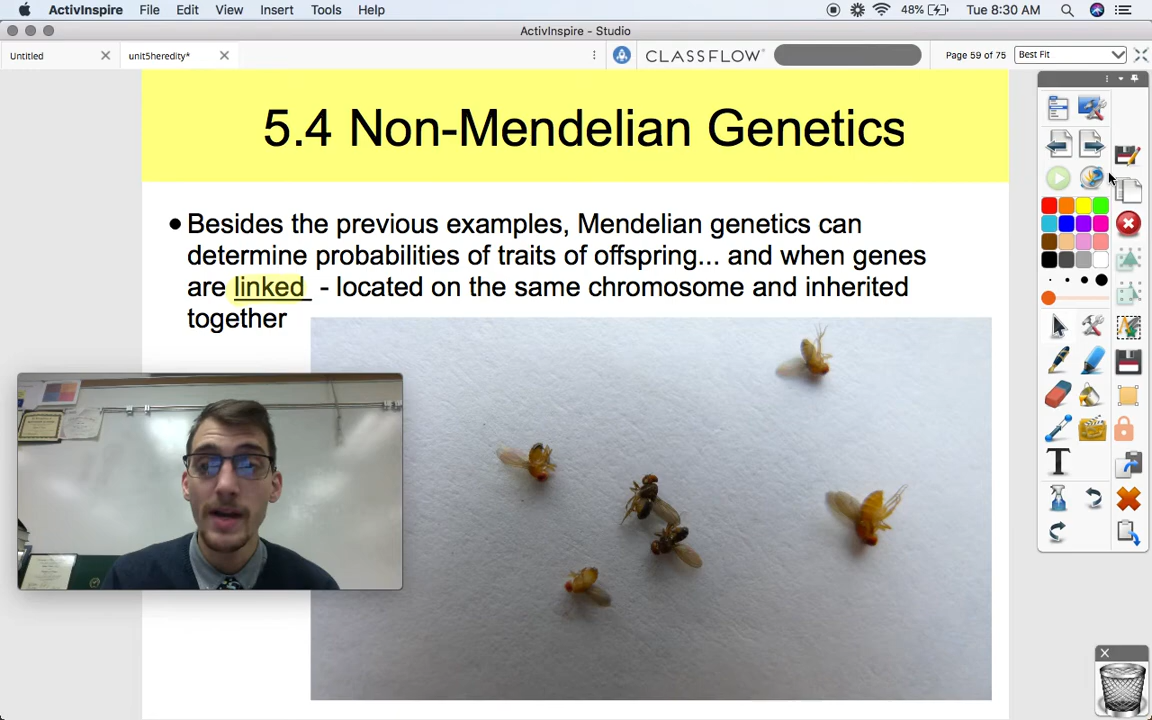 ActivInspire File Edit View Insert Tools Help 48% Tue 8:30 AM
ActivInspire - Studio
Untitled unit5heredity* CLASSFLOW Page 59 of 75 Best Fit
5.4 Non-Mendelian Genetics
• Besides the previous examples, Mendelian genetics can
determine probabilities of traits of offspring... and when genes
are linked - located on the same chromosome and inherited
together
T